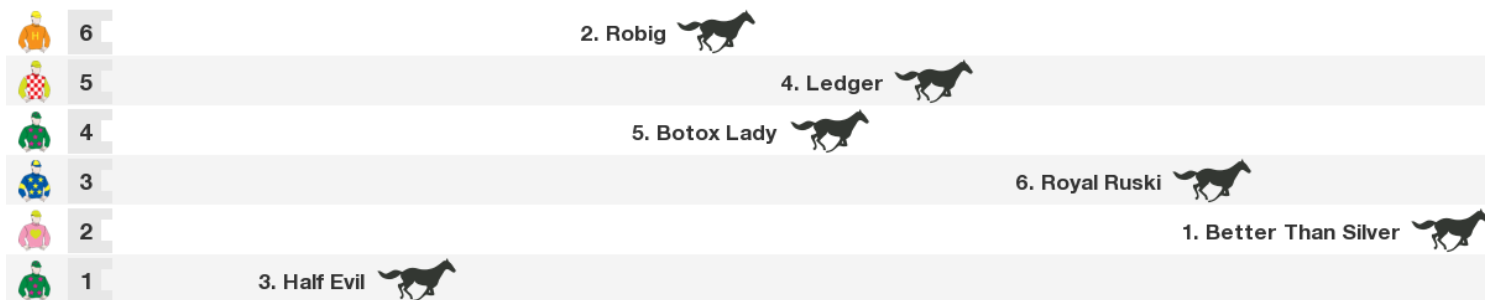 6 2. Robig
5 4. Ledger
4 5. Botox Lady
3 6. Royal Ruski
2 1. Better Than Silver
1 3. Half Evil